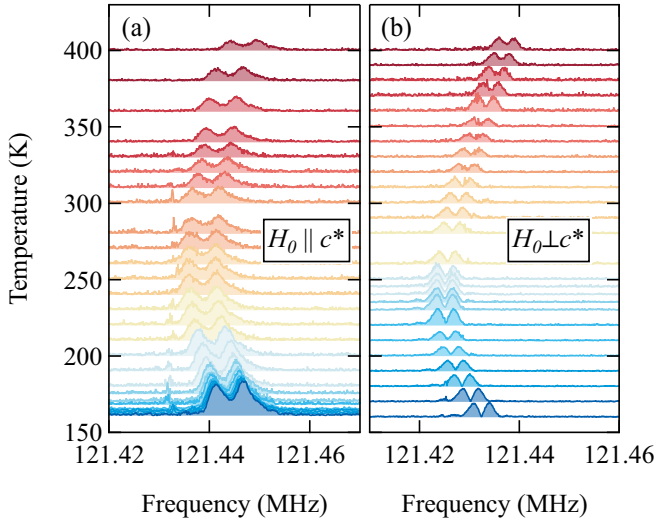 (a)
(b)
400
350
300
250
200
150
Temperature (K)
H₀ ∥ c*
H₀⊥c*
121.42
121.44
121.46
121.42
121.44
121.46
Frequency (MHz)
Frequency (MHz)